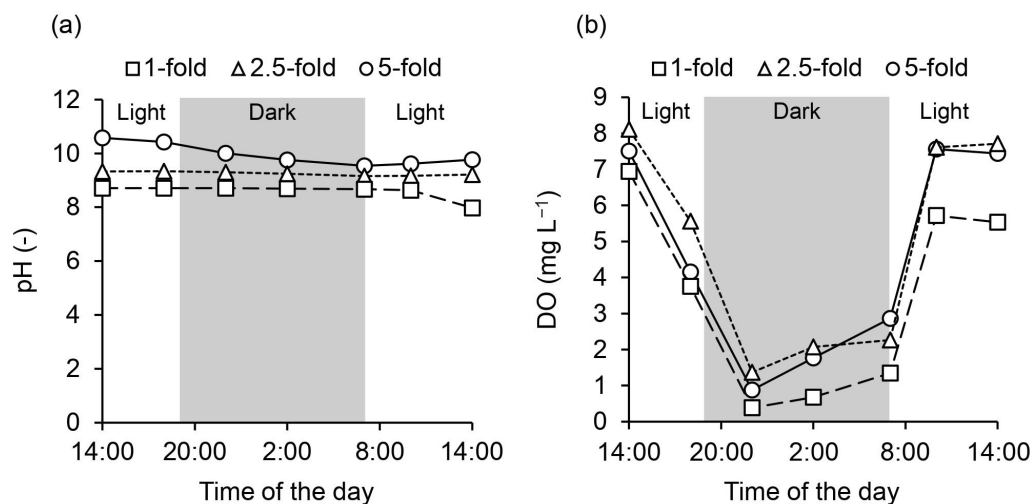 (a)
1-fold 2.5-fold 5-fold
Light Dark Light
12
10
8
6
4
2
0
pH (-)
14:00 20:00 2:00 8:00 14:00
Time of the day
(b)
1-fold 2.5-fold 5-fold
Light Dark Light
9
8
7
6
5
4
3
2
1
0
DO (mg L⁻¹)
14:00 20:00 2:00 8:00 14:00
Time of the day